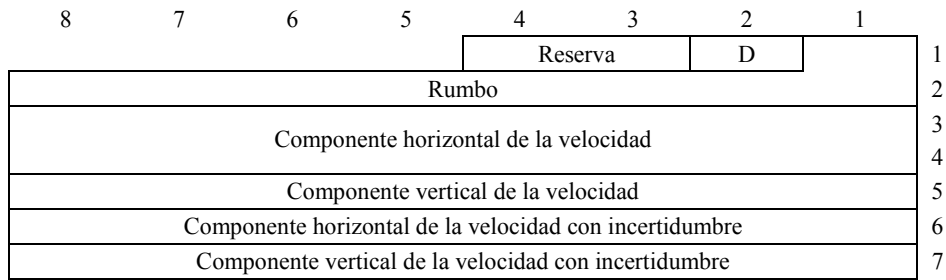 8 7 6 5 4 3 2 1
Reserva D 1
Rumbo 2
3
Componente horizontal de la velocidad
4
Componente vertical de la velocidad 5
Componente horizontal de la velocidad con incertidumbre 6
Componente vertical de la velocidad con incertidumbre 7